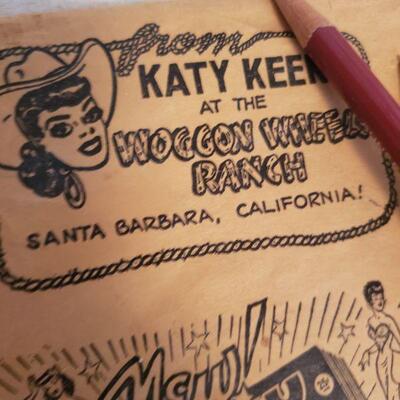 from
KATY KEEN
AT THE
WOGGON WHEEL
RANCH
SANTA BARBARA, CALIFORNIA!